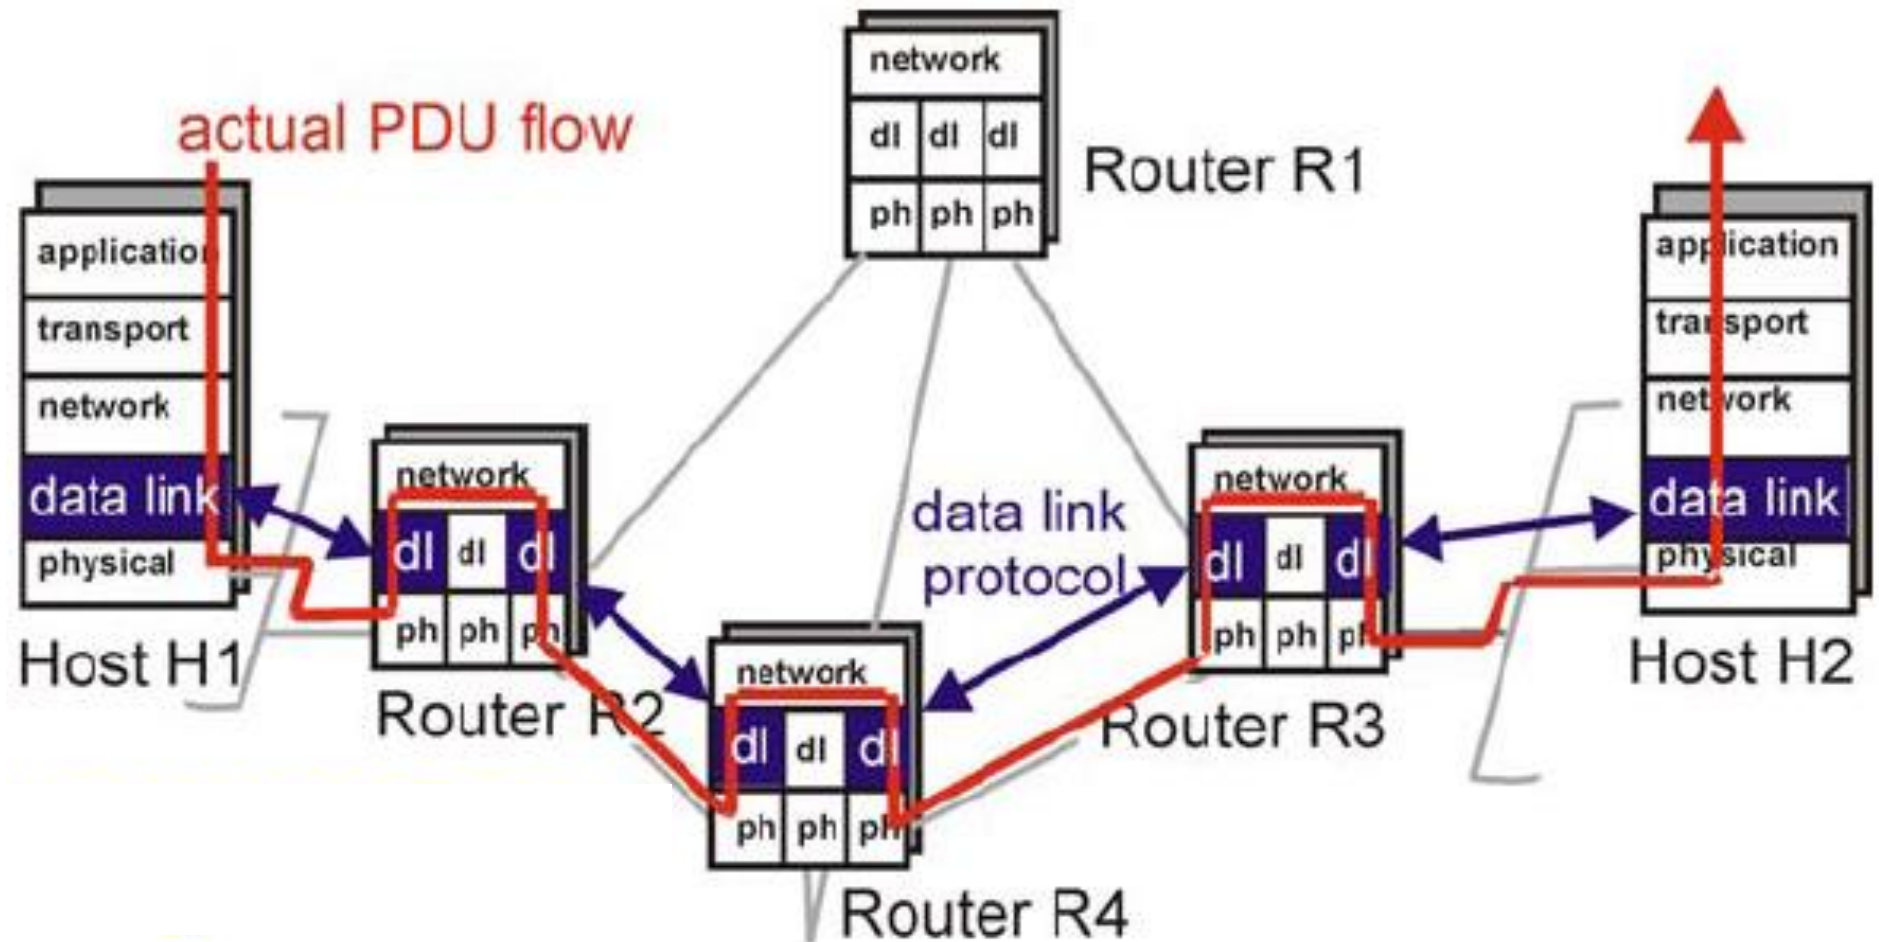 actual PDU flow
application
transport
network
data link
physical
Host H1
network
dl dl dl
ph ph ph
Router R2
network
dl dl dl
ph ph ph
Router R1
network
dl dl dl
ph ph ph
Router R4
data link
protocol
network
dl dl dl
ph ph ph
Router R3
application
transport
network
data link
physical
Host H2